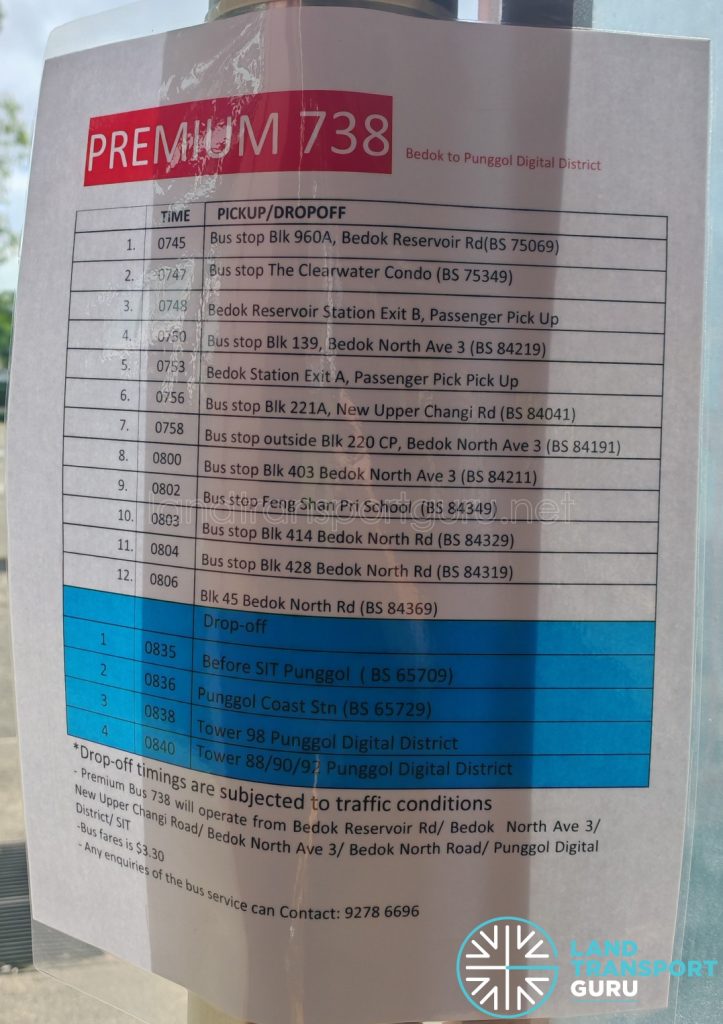 PREMIUM 738 Bedok to Punggol Digital District
TIME PICKUP/DROPOFF
1. 0745 Bus stop Blk 960A, Bedok Reservoir Rd(BS 75069)
2. 0747 Bus stop The Clearwater Condo (BS 75349)
3. 0748 Bedok Reservoir Station Exit B, Passenger Pick Up
4. 0750 Bus stop Blk 139, Bedok North Ave 3 (BS 84219)
5. 0753 Bedok Station Exit A, Passenger Pick Pick Up
6. 0756 Bus stop Blk 221A, New Upper Changi Rd (BS 84041)
7. 0758 Bus stop outside Blk 220 CP, Bedok North Ave 3 (BS 84191)
8. 0800 Bus stop Blk 403 Bedok North Ave 3 (BS 84211)
9. 0802 Bus stop Feng Shan Pri School (BS 84349)
10. 0803 Bus stop Blk 414 Bedok North Rd (BS 84329)
11. 0804 Bus stop Blk 428 Bedok North Rd (BS 84319)
12. 0806 Blk 45 Bedok North Rd (BS 84369)
Drop-off
1 0835 Before SIT Punggol ( BS 65709)
2 0836 Punggol Coast Stn (BS 65729)
3 0838 Tower 98 Punggol Digital District
4 0840 Tower 88/90/92 Punggol Digital District
*Drop-off timings are subjected to traffic conditions
- Premium Bus 738 will operate from Bedok Reservoir Rd/ Bedok North Ave 3/
New Upper Changi Road/ Bedok North Ave 3/ Bedok North Road/ Punggol Digital
District/ SIT
-Bus fares is $3.30
- Any enquiries of the bus service can Contact: 9278 6696
landtransportguru.net
LAND
TRANSPORT
GURU